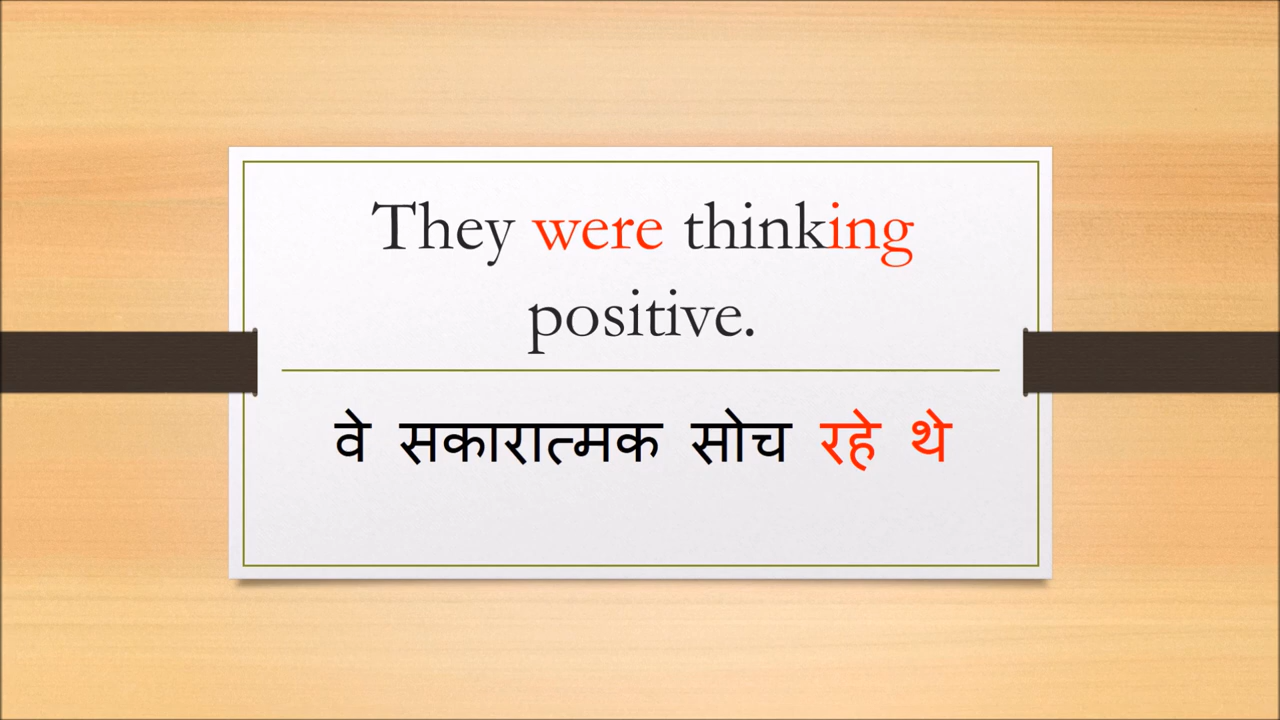 They were thinking
positive.
वे सकारात्मक सोच रहे थे